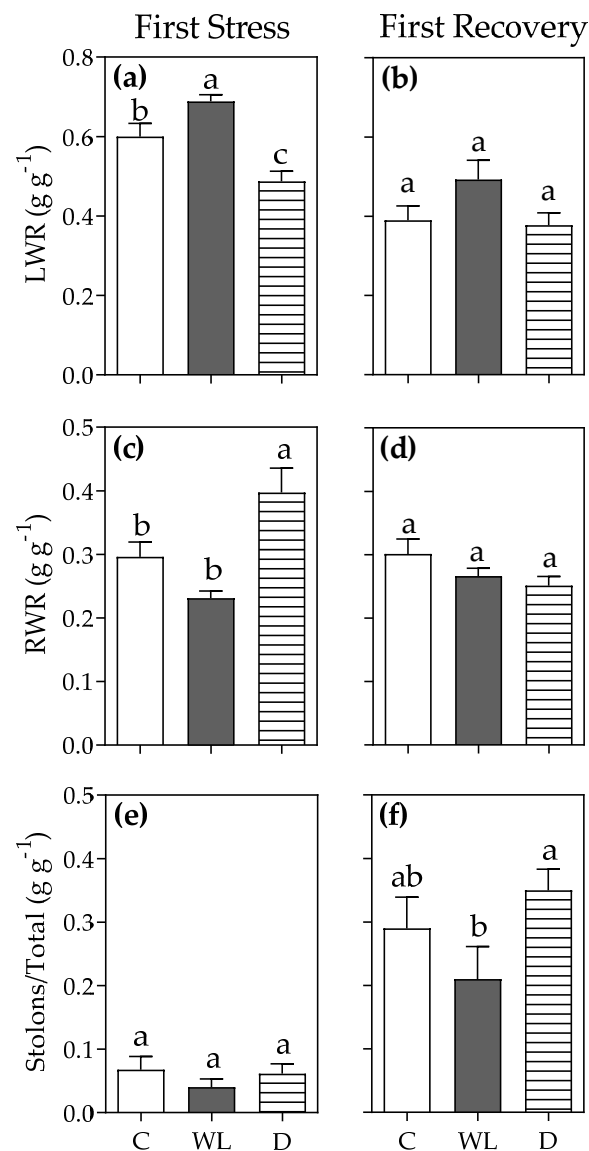 First Stress
First Recovery
(a)
(b)
LWR (g g⁻¹)
0.8
0.6
0.4
0.2
0.0
b
a
c
a
a
a
(c)
(d)
RWR (g g⁻¹)
0.5
0.4
0.3
0.2
0.1
0.0
b
b
a
a
a
a
(e)
(f)
Stolons/Total (g g⁻¹)
0.5
0.4
0.3
0.2
0.1
0.0
a
a
a
ab
b
a
C WL D
C WL D